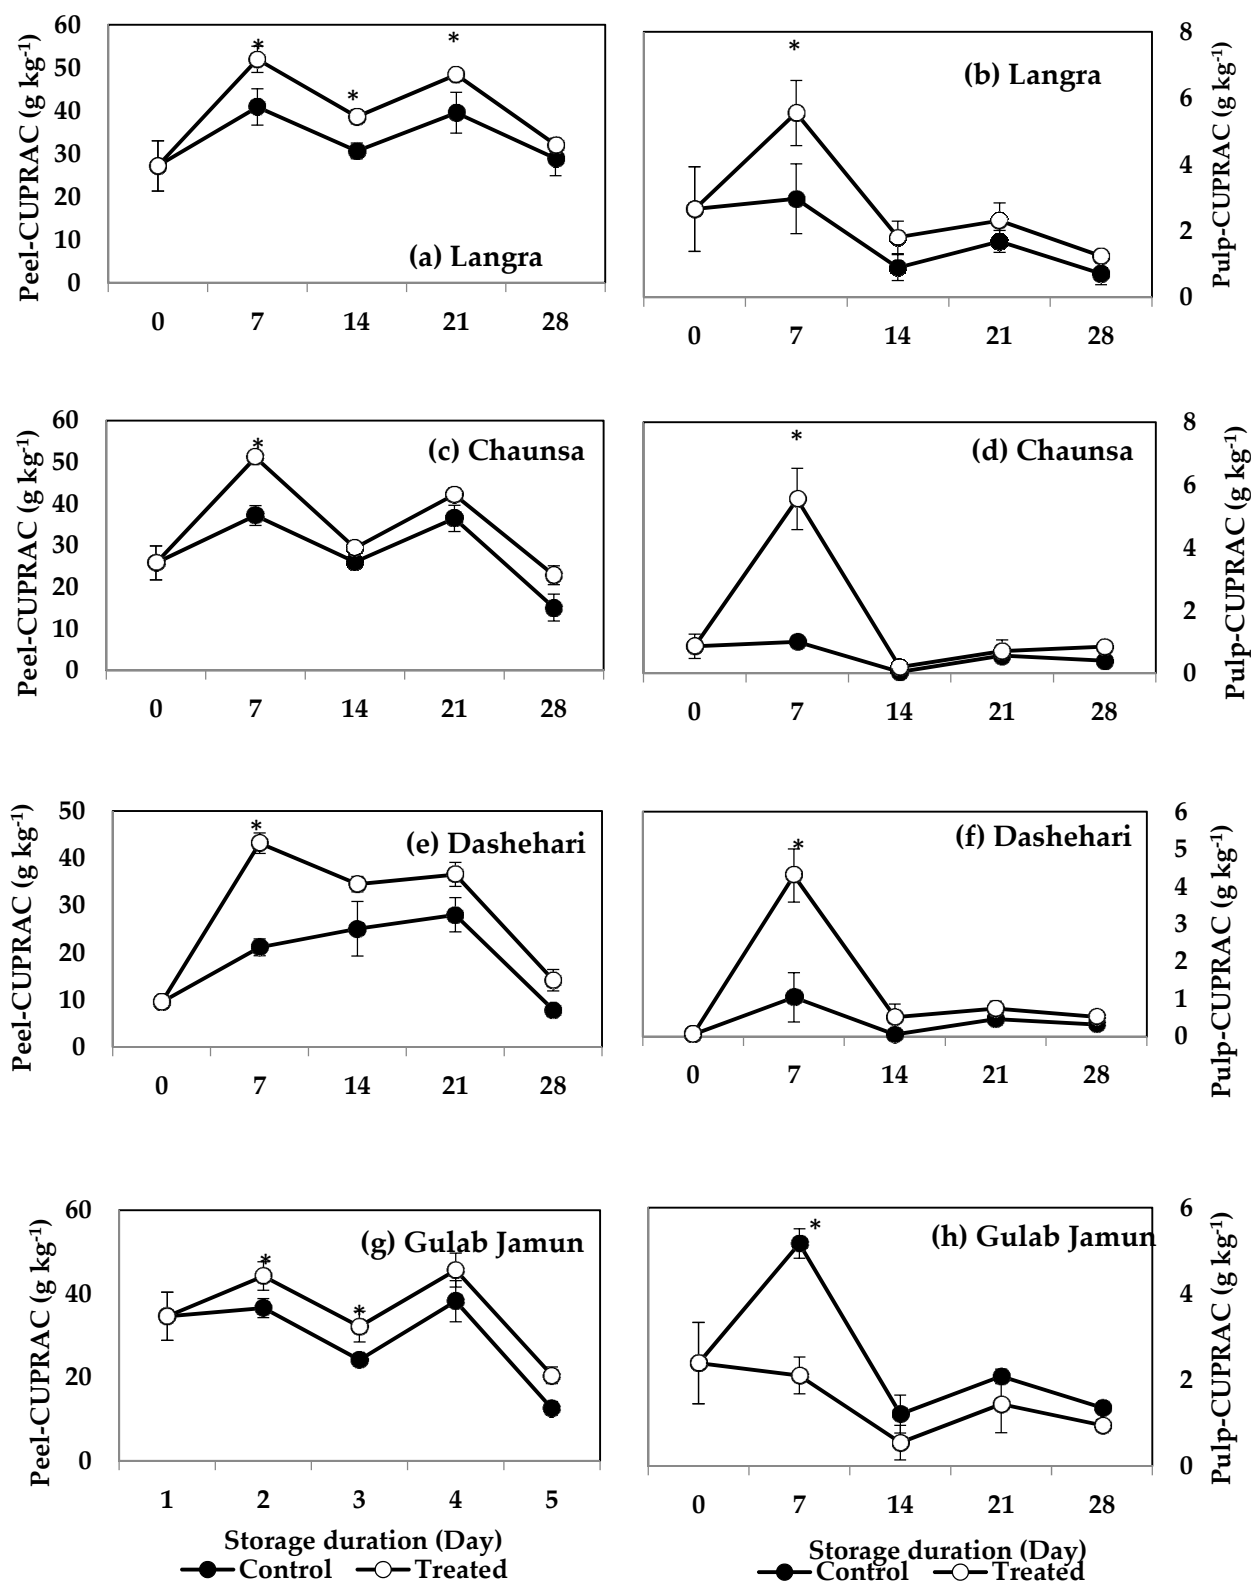 Peel-CUPRAC (g kg⁻¹)
60
50
40
30
20
10
0
* * *
(a) Langra
0 7 14 21 28
*
(b) Langra
8
6
4
2
0
Pulp-CUPRAC (g kg⁻¹)
0 7 14 21 28
Peel-CUPRAC (g kg⁻¹)
60
50
40
30
20
10
0
*
(c) Chaunsa
0 7 14 21 28
*
(d) Chaunsa
8
6
4
2
0
Pulp-CUPRAC (g kg⁻¹)
0 7 14 21 28
Peel-CUPRAC (g kg⁻¹)
50
40
30
20
10
0
*
(e) Dashehari
0 7 14 21 28
*
(f) Dashehari
6
5
4
3
2
1
0
Pulp-CUPRAC (g kg⁻¹)
0 7 14 21 28
Peel-CUPRAC (g kg⁻¹)
60
40
20
0
* *
(g) Gulab Jamun
1 2 3 4 5
Storage duration (Day)
Control Treated
*
(h) Gulab Jamun
6
4
2
0
Pulp-CUPRAC (g kg⁻¹)
0 7 14 21 28
Storage duration (Day)
Control Treated